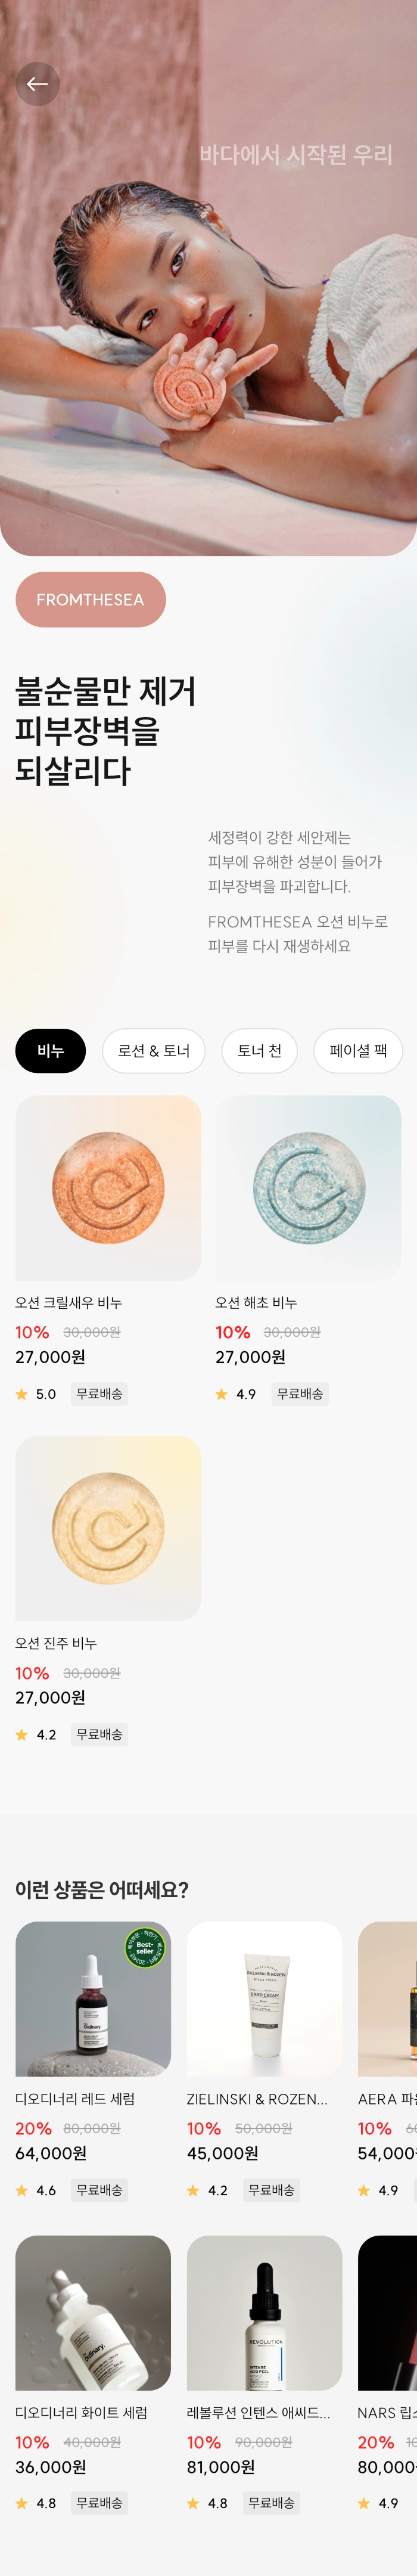 바다에서 시작된 우리
FROMTHESEA
불순물만 제거
피부장벽을
되살리다
세정력이 강한 세안제는
피부에 유해한 성분이 들어가
피부장벽을 파괴합니다.
FROMTHESEA 오션 비누로
피부를 다시 재생하세요
비누
로션 & 토너
토너 천
페이셜 팩
오션 크릴새우 비누
10% 30,000원
27,000원
5.0 무료배송
오션 해초 비누
10% 30,000원
27,000원
4.9 무료배송
오션 진주 비누
10% 30,000원
27,000원
4.2 무료배송
이런 상품은 어떠세요?
Best-
seller
Ordinary.
HAND CREAM
디오디너리 레드 세럼
20% 80,000원
64,000원
4.6 무료배송
ZIELINSKI & ROZEN...
10% 50,000원
45,000원
4.2 무료배송
AERA
10%
54,000
4.9
Ordinary.
REVOLUTION
INTENSE
ACID PEEL
디오디너리 화이트 세럼
10% 40,000원
36,000원
4.8 무료배송
레볼루션 인텐스 애씨드...
10% 90,000원
81,000원
4.8 무료배송
NARS
20%
80,000
4.9